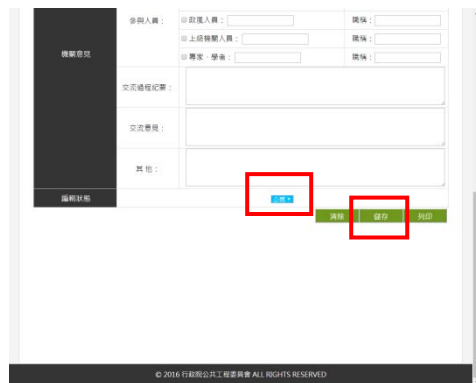 參與人員：
政風人員：
職稱：
上級機關人員：
職稱：
專家、學者：
職稱：
機關意見
交流過程紀要：
交流意見：
其他：
編輯狀態
清除 儲存 列印
© 2016 行政院公共工程委員會 ALL RIGHTS RESERVED